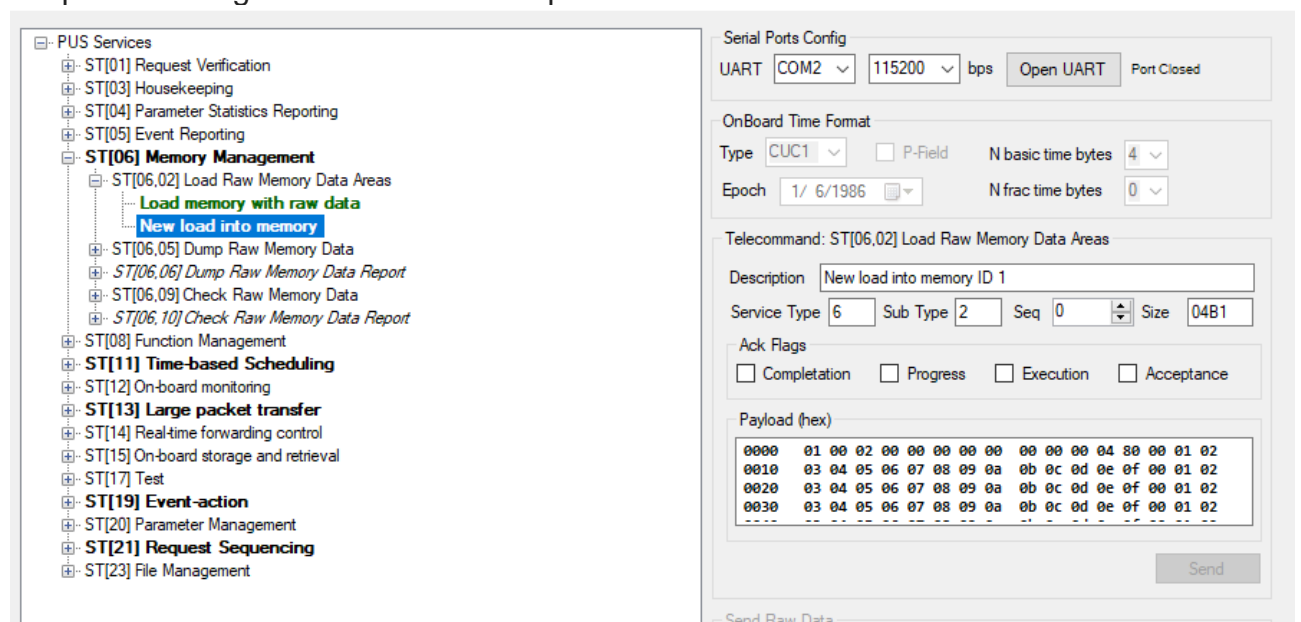 PUS Services
ST[01] Request Verification
ST[03] Housekeeping
ST[04] Parameter Statistics Reporting
ST[05] Event Reporting
ST[06] Memory Management
ST[06,02] Load Raw Memory Data Areas
Load memory with raw data
New load into memory
ST[06,05] Dump Raw Memory Data
ST[06,06] Dump Raw Memory Data Report
ST[06,09] Check Raw Memory Data
ST[06,10] Check Raw Memory Data Report
ST[08] Function Management
ST[11] Time-based Scheduling
ST[12] On-board monitoring
ST[13] Large packet transfer
ST[14] Real-time forwarding control
ST[15] On-board storage and retrieval
ST[17] Test
ST[19] Event-action
ST[20] Parameter Management
ST[21] Request Sequencing
ST[23] File Management
Serial Ports Config
UART COM2 115200 bps Open UART Port Closed
OnBoard Time Format
Type CUC1 P-Field N basic time bytes 4
Epoch 1/ 6/1986 N frac time bytes 0
Telecommand: ST[06,02] Load Raw Memory Data Areas
Description New load into memory ID 1
Service Type 6 Sub Type 2 Seq 0 Size 04B1
Ack Flags
Completation Progress Execution Acceptance
Payload (hex)
0000 01 00 02 00 00 00 00 00 00 00 00 04 80 00 01 02
0010 03 04 05 06 07 08 09 0a 0b 0c 0d 0e 0f 00 01 02
0020 03 04 05 06 07 08 09 0a 0b 0c 0d 0e 0f 00 01 02
0030 03 04 05 06 07 08 09 0a 0b 0c 0d 0e 0f 00 01 02
Send
Send Raw Data